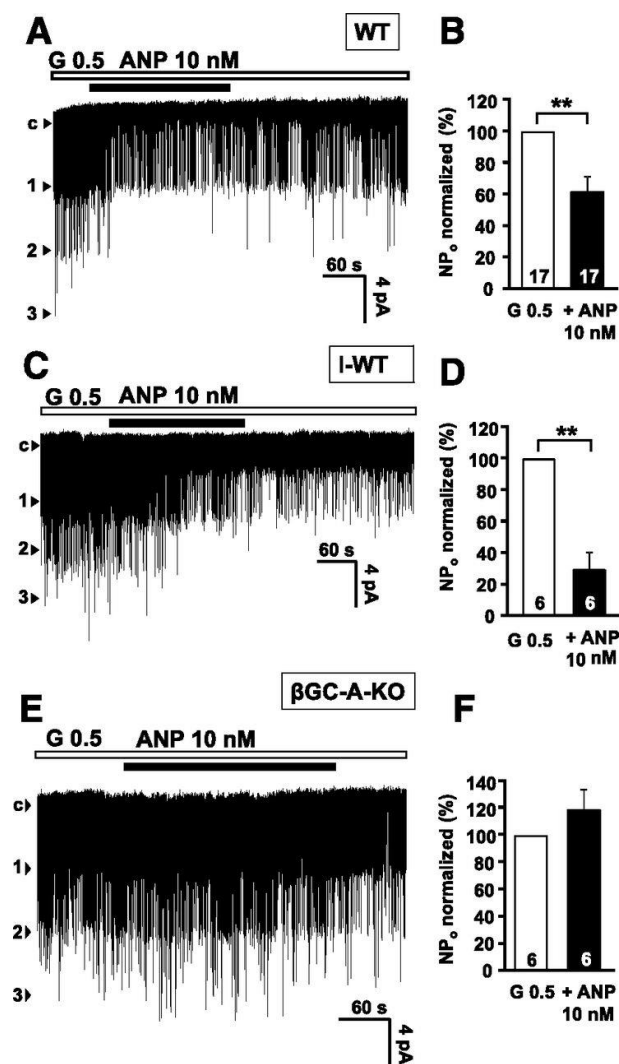 A
WT
G 0.5 ANP 10 nM
c
1
2
3
60 s
4 pA
B
NPo normalized (%)
120
100
80
60
40
20
0
**
17
17
G 0.5
+ ANP
10 nM
C
I-WT
G 0.5 ANP 10 nM
c
1
2
3
60 s
4 pA
D
NPo normalized (%)
120
100
80
60
40
20
0
**
6
6
G 0.5
+ ANP
10 nM
E
βGC-A-KO
G 0.5 ANP 10 nM
c
1
2
3
60 s
4 pA
F
NPo normalized (%)
140
120
100
80
60
40
20
0
6
6
G 0.5
+ ANP
10 nM